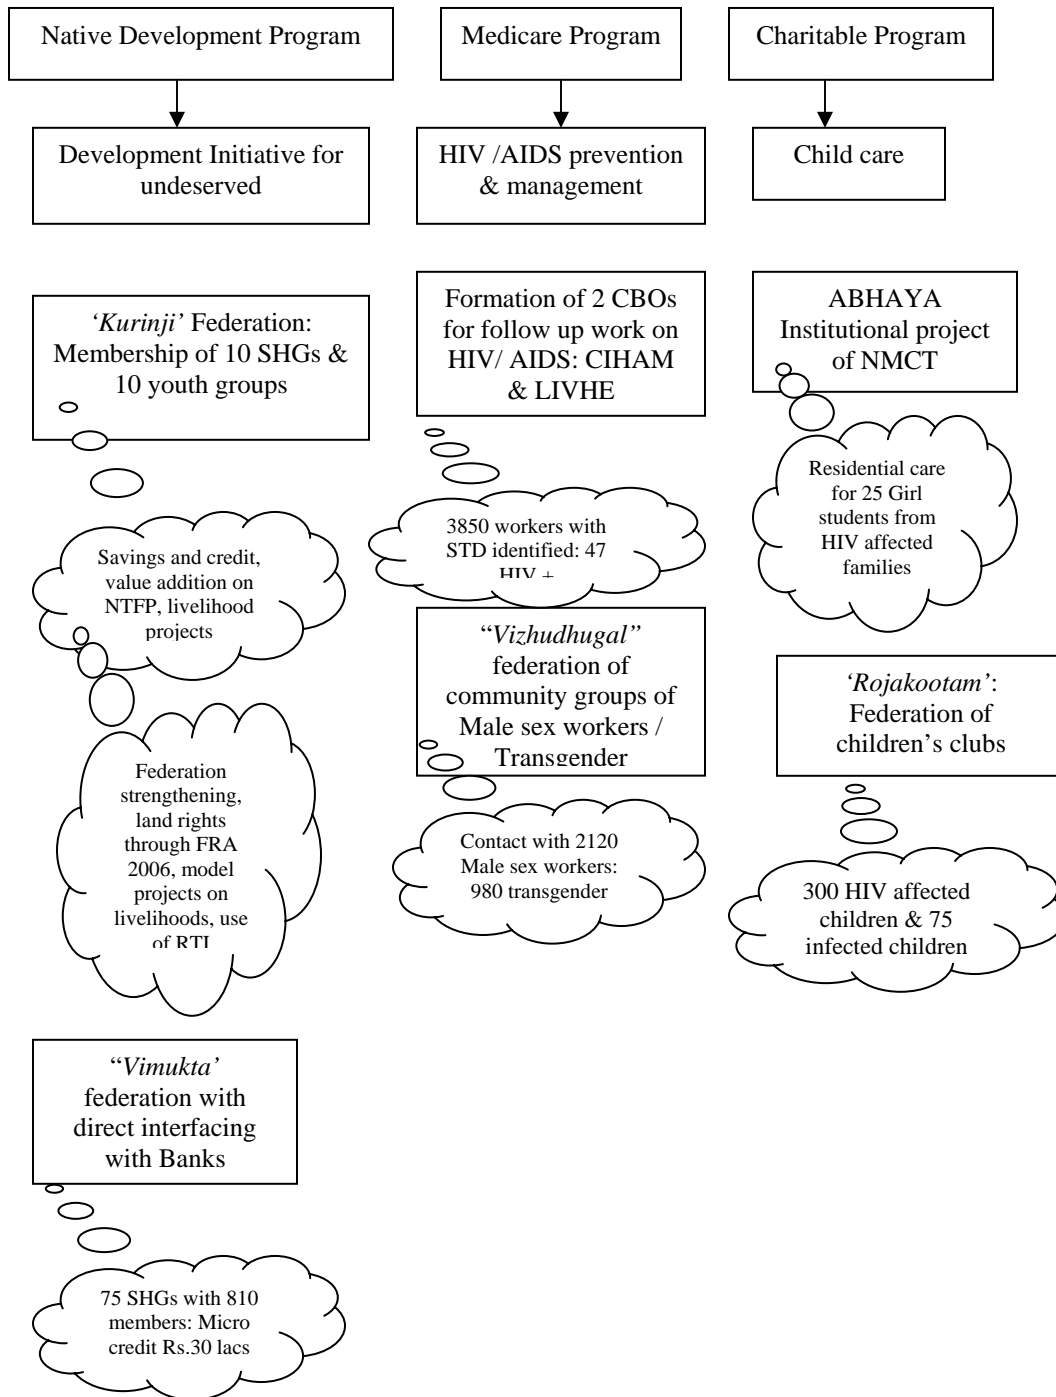 Native Development Program
Medicare Program
Charitable Program
Development Initiative for
undeserved
HIV /AIDS prevention
& management
Child care
‘Kurinji’ Federation:
Membership of 10 SHGs &
10 youth groups
Formation of 2 CBOs
for follow up work on
HIV/ AIDS: CIHAM
& LIVHE
ABHAYA
Institutional project
of NMCT
Savings and credit,
value addition on
NTFP, livelihood
projects
3850 workers with
STD identified: 47
HIV +
Residential care
for 25 Girl
students from
HIV affected
families
Federation
strengthening,
land rights
through FRA
2006, model
projects on
livelihoods, use
of RTI
“Vizhudhugal”
federation of
community groups of
Male sex workers /
Transgender
‘Rojakootam’:
Federation of
children’s clubs
Contact with 2120
Male sex workers:
980 transgender
300 HIV affected
children & 75
infected children
“Vimukta’
federation with
direct interfacing
with Banks
75 SHGs with 810
members: Micro
credit Rs.30 lacs